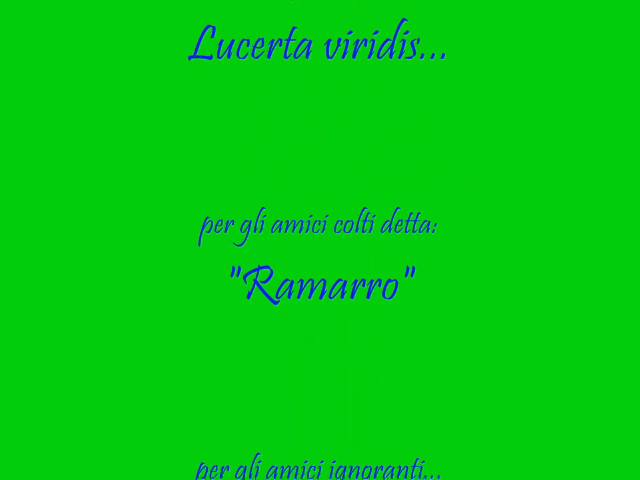 Lucerta viridis...
per gli amici colti detta:
"Ramarro"
per gli amici ignoranti...